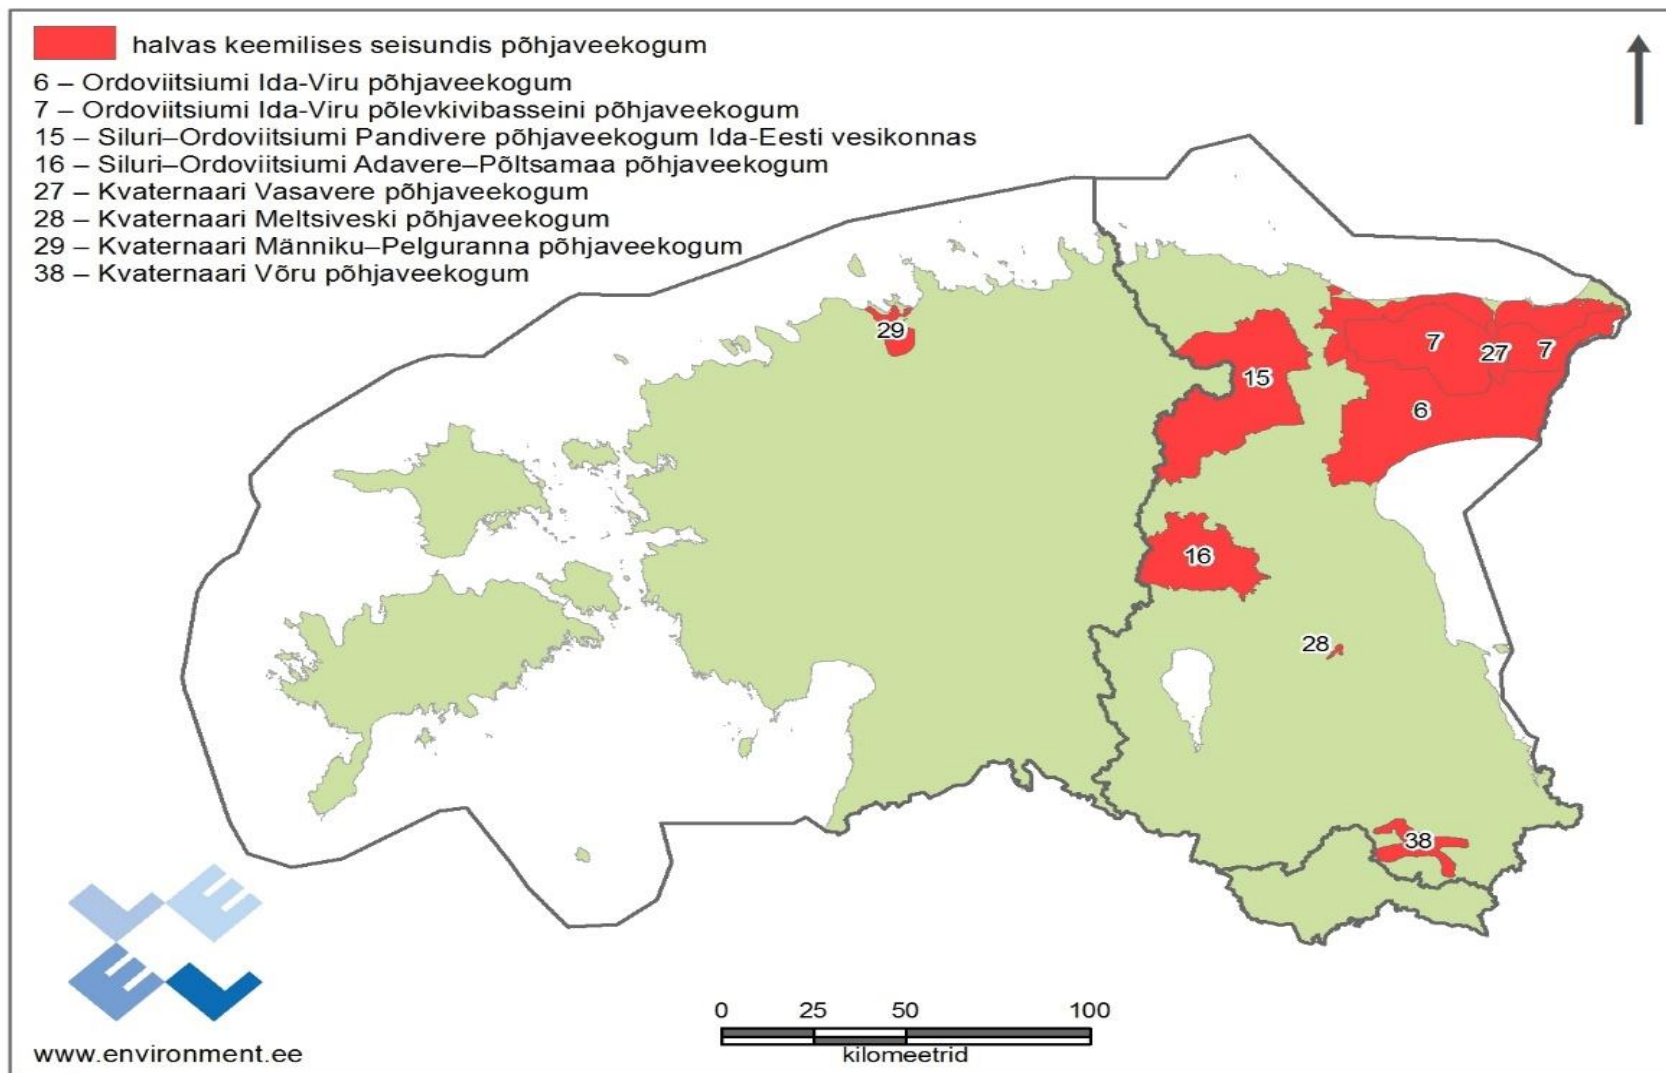 halvas keemilises seisundis põhjaveekogum
6 – Ordoviitsiumi Ida-Viru põhjaveekogum
7 – Ordoviitsiumi Ida-Viru põlevkivibasseini põhjaveekogum
15 – Siluri–Ordoviitsiumi Pandivere põhjaveekogum Ida-Eesti vesikonnas
16 – Siluri–Ordoviitsiumi Adavere–Põltsamaa põhjaveekogum
27 – Kvaternaari Vasavere põhjaveekogum
28 – Kvaternaari Meltsiveski põhjaveekogum
29 – Kvaternaari Männiku–Pelguranna põhjaveekogum
38 – Kvaternaari Võru põhjaveekogum
29
7
27
7
15
6
16
28
38
E L
E L
0 25 50 100
kilomeetrid
www.environment.ee